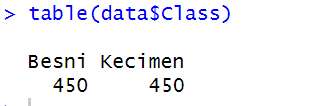 > table(data$Class)
Besni Kecimen
450 450